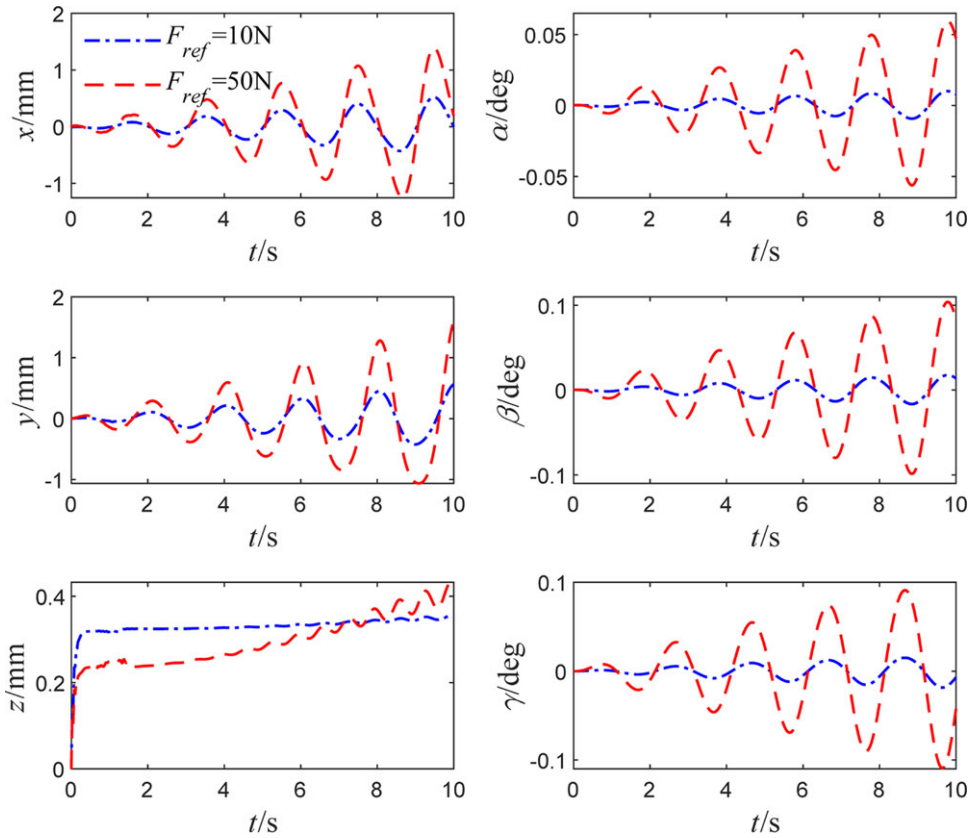 2
1
0
-1
x/mm
F_ref=10N
F_ref=50N
0 2 4 6 8 10
t/s
0.05
0
-0.05
α/deg
0 2 4 6 8 10
t/s
2
1
0
-1
y/mm
0 2 4 6 8 10
t/s
0.1
0
-0.1
β/deg
0 2 4 6 8 10
t/s
0.4
0.2
0
z/mm
0 2 4 6 8 10
t/s
0.1
0
-0.1
γ/deg
0 2 4 6 8 10
t/s